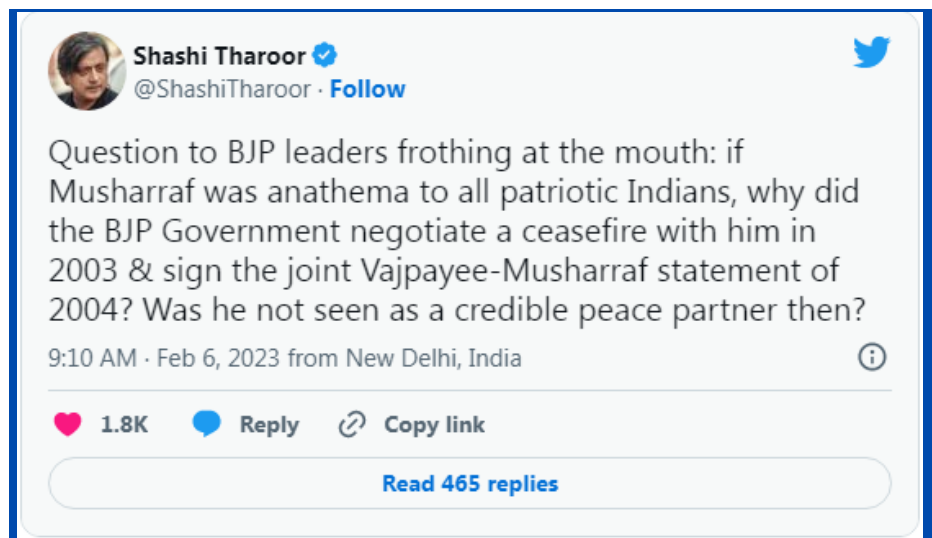 Shashi Tharoor
@ShashiTharoor · Follow
Question to BJP leaders frothing at the mouth: if
Musharraf was anathema to all patriotic Indians, why did
the BJP Government negotiate a ceasefire with him in
2003 & sign the joint Vajpayee-Musharraf statement of
2004? Was he not seen as a credible peace partner then?
9:10 AM · Feb 6, 2023 from New Delhi, India
1.8K Reply Copy link
Read 465 replies